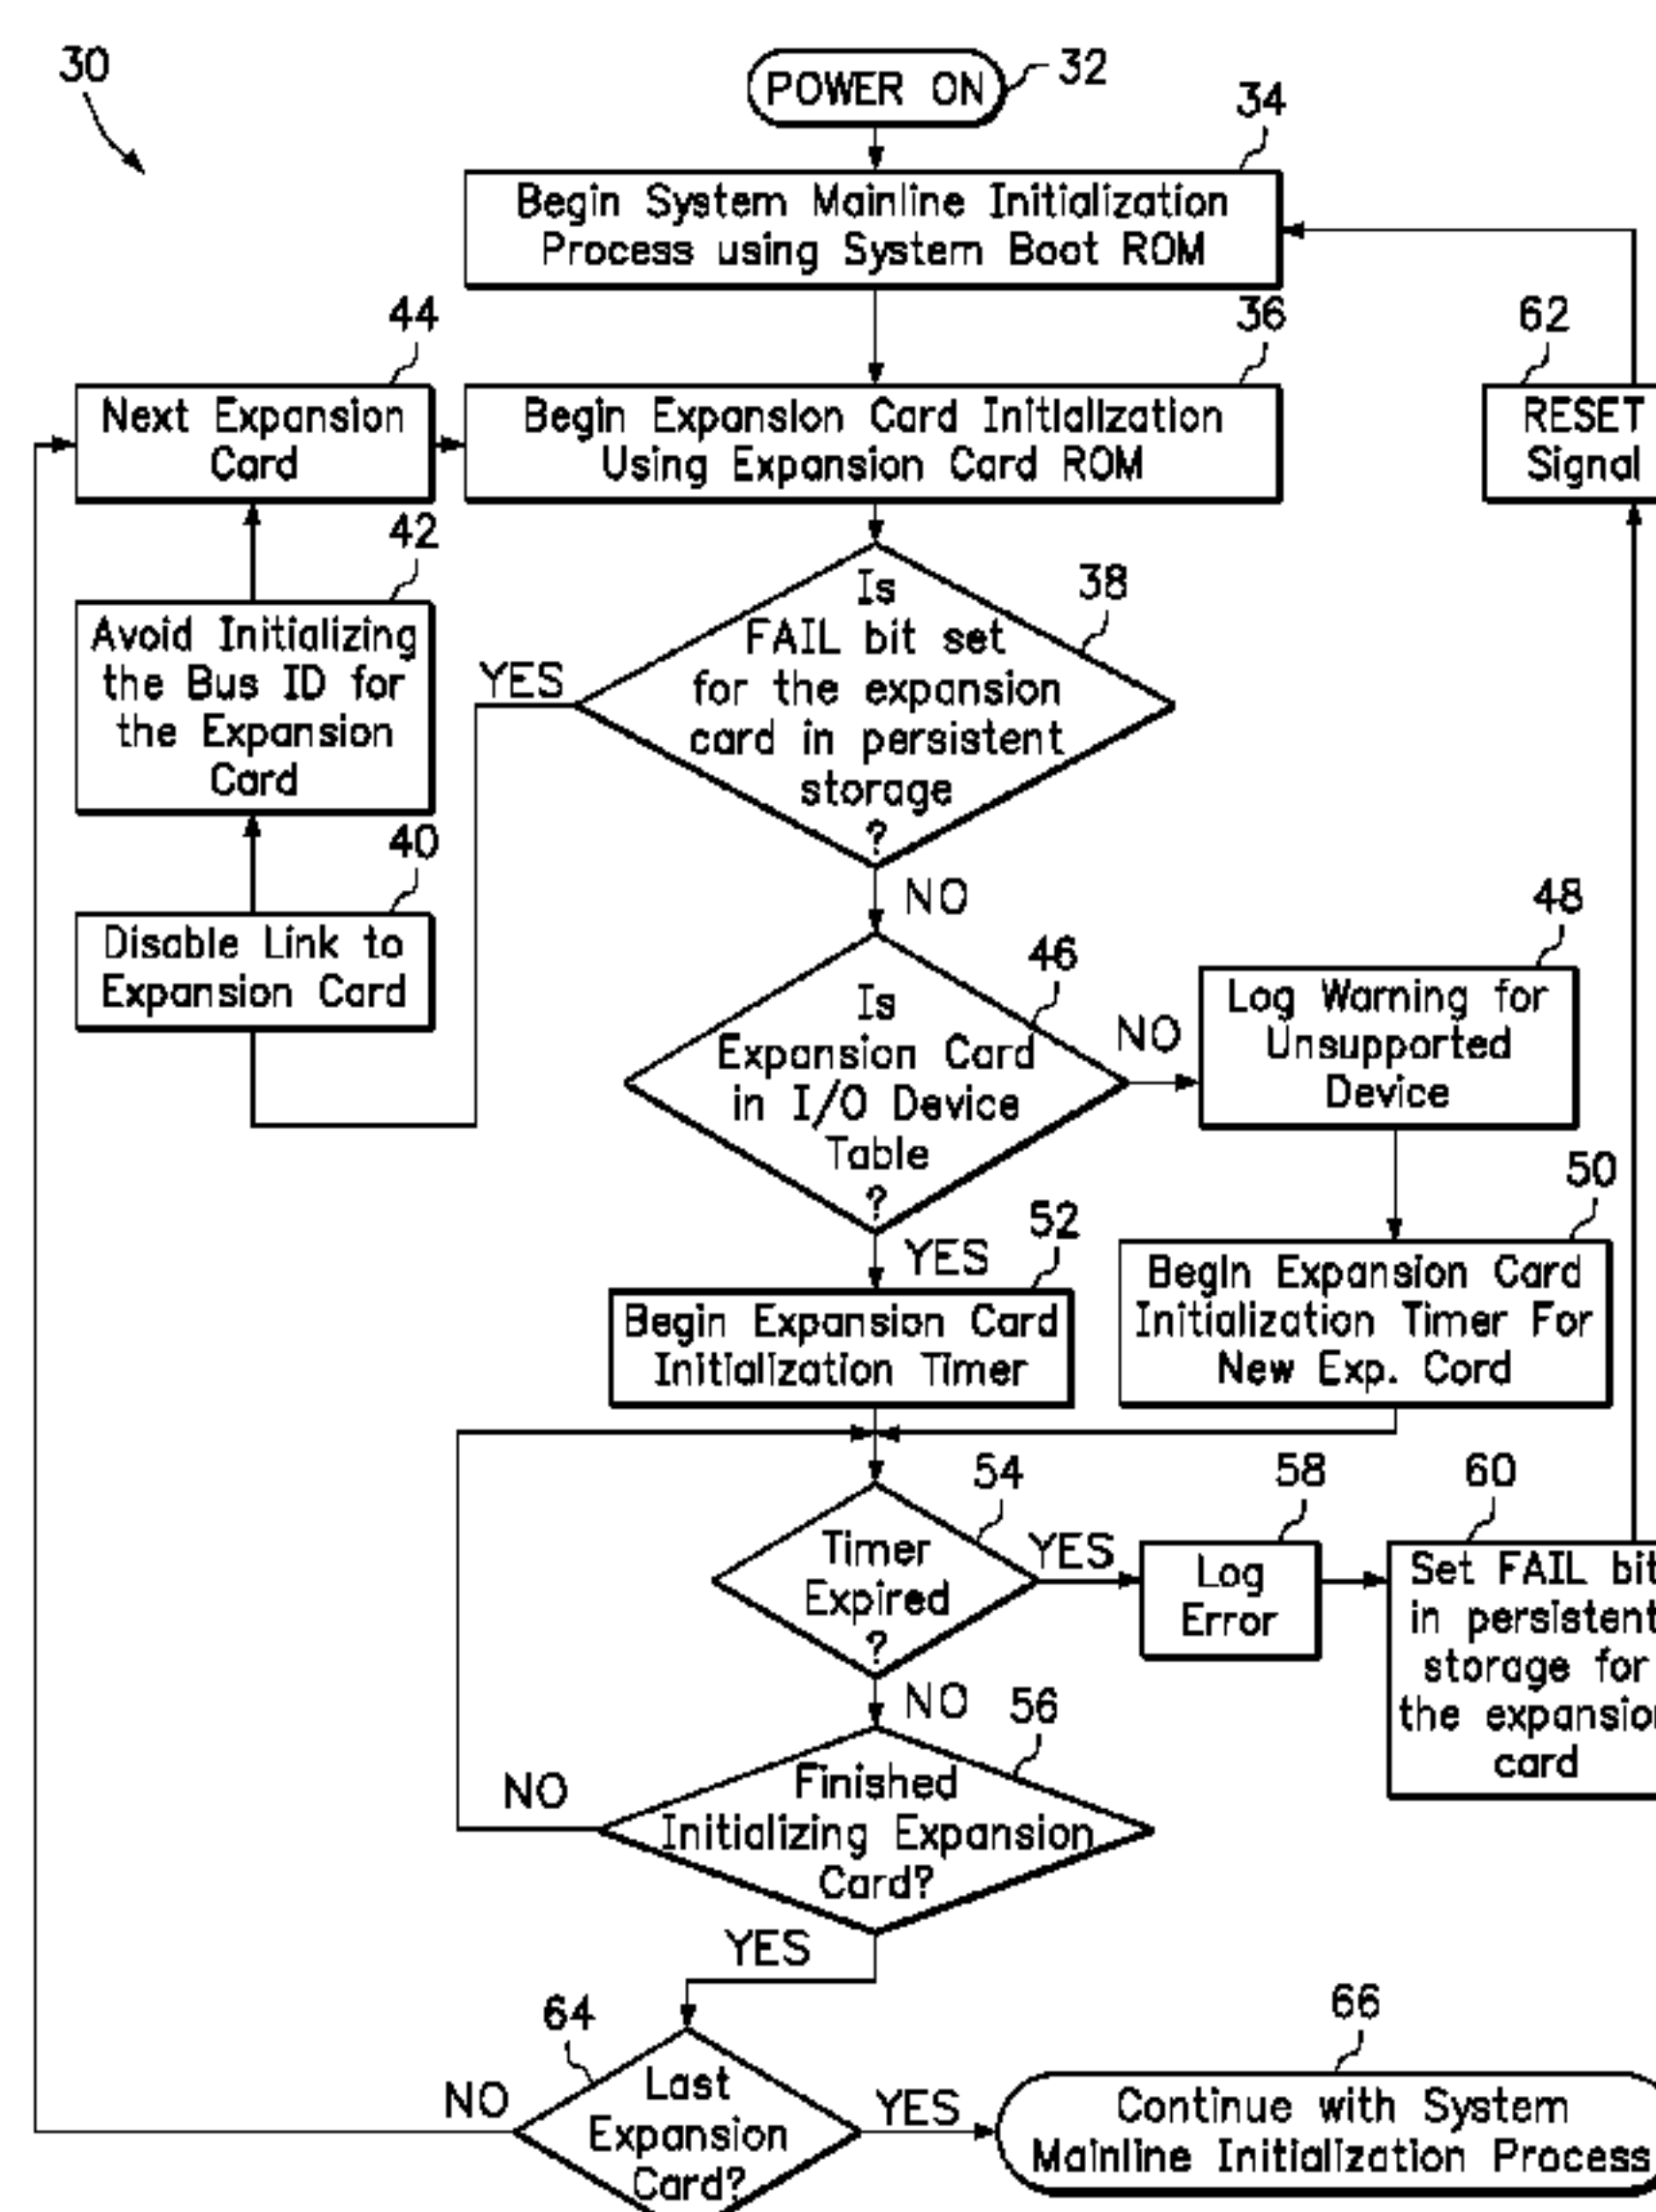 30
POWER ON
32
34
Begin System Mainline Initialization
Process using System Boot ROM
44
36
62
Next Expansion
Card
Begin Expansion Card Initialization
Using Expansion Card ROM
RESET
Signal
42
Avoid Initializing
the Bus ID for
the Expansion
Card
38
Is
FAIL bit set
for the expansion
card in persistent
storage
?
YES
NO
40
Disable Link to
Expansion Card
46
Is
Expansion Card
in I/O Device
Table
?
NO
YES
48
Log Warning for
Unsupported
Device
50
Begin Expansion Card
Initialization Timer For
New Exp. Cord
52
Begin Expansion Card
Initialization Timer
54
Timer
Expired
?
YES
NO
58
Log
Error
60
Set FAIL bit
in persistent
storage for
the expansion
card
56
Finished
Initializing Expansion
Card?
NO
YES
64
Last
Expansion
Card?
NO
YES
66
Continue with System
Mainline Initialization Process